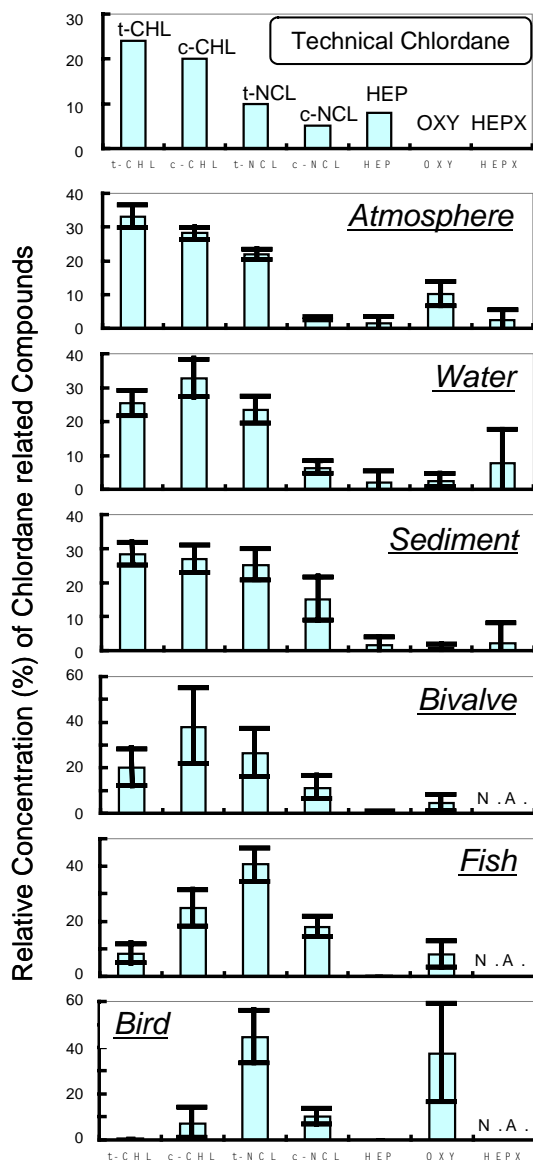 Relative Concentration (%) of Chlordane related Compounds
30
20
10
0
Technical Chlordane
t-CHL
c-CHL
t-NCL
c-NCL
HEP
OXY HEPX
t-CHL c-CHL t-NCL c-NCL HEP OXY HEPX
Atmosphere
40
30
20
10
0
Water
40
30
20
10
0
Sediment
40
30
20
10
0
Bivalve
60
40
20
0
N.A.
Fish
40
20
0
N.A.
Bird
60
40
20
0
N.A.
t-CHL c-CHL t-NCL c-NCL HEP OXY HEPX